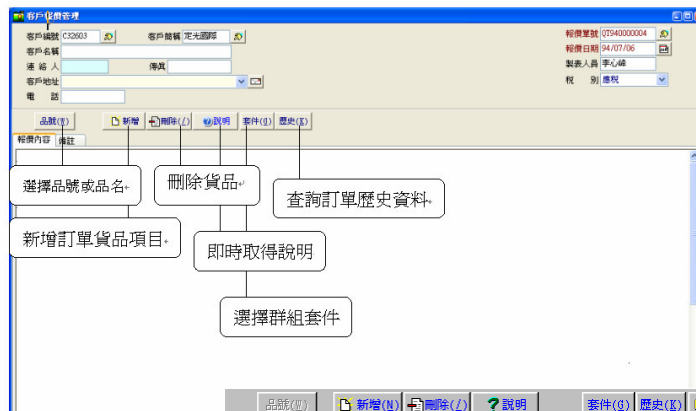 客戶報價管理
客戶編號 C32603 客戶簡稱 定光國際 報價單號 QT940000004
客戶名稱 報價日期 94/07/06
連絡人 傳真 製表人員 李心緯
客戶地址 稅 別 應稅
電 話
品號(W) 新增 刪除(/) 說明 套件(G) 歷史(X)
報價內容 備註
選擇品號或品名
刪除貨品
查詢訂單歷史資料
新增訂單貨品項目
即時取得說明
選擇群組套件
品號(W) 新增(N) 刪除(/) ?說明 套件(G) 歷史(X)